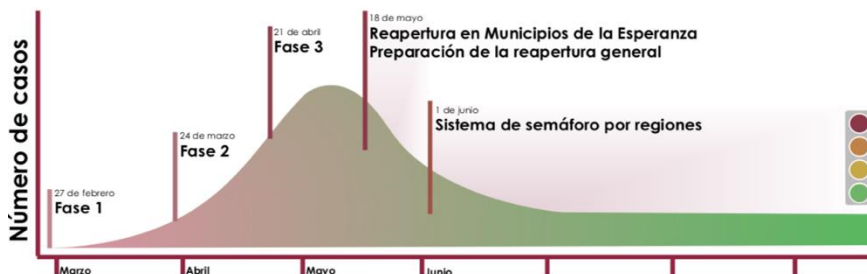 Número de casos
27 de febrero
Fase 1
24 de marzo
Fase 2
21 de abril
Fase 3
18 de mayo
Reapertura en Municipios de la Esperanza
Preparación de la reapertura general
1 de junio
Sistema de semáforo por regiones
Marzo
Abril
Mayo
Junio